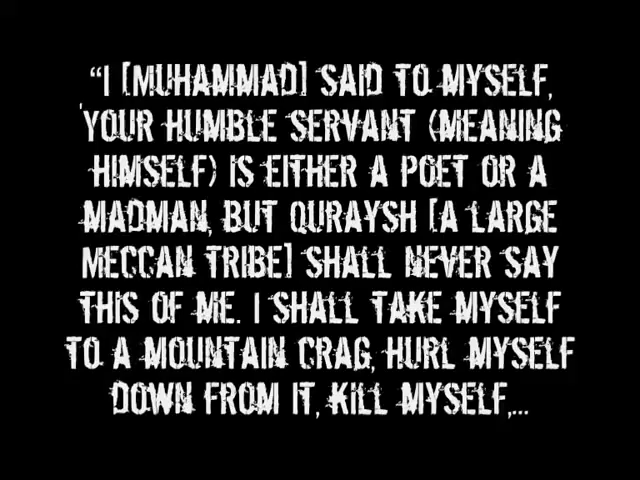 “I [MUHAMMAD] SAID TO MYSELF,
'YOUR HUMBLE SERVANT (MEANING
HIMSELF) IS EITHER A POET OR A
MADMAN, BUT QURAYSH [A LARGE
MECCAN TRIBE] SHALL NEVER SAY
THIS OF ME. I SHALL TAKE MYSELF
TO A MOUNTAIN CRAG, HURL MYSELF
DOWN FROM IT, KILL MYSELF,...